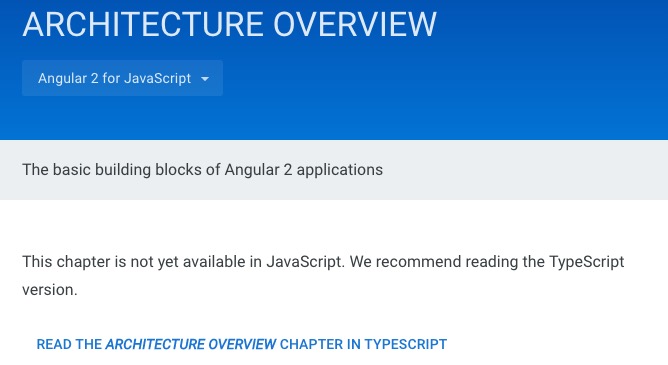 ARCHITECTURE OVERVIEW
Angular 2 for JavaScript
The basic building blocks of Angular 2 applications
This chapter is not yet available in JavaScript. We recommend reading the TypeScript
version.
READ THE ARCHITECTURE OVERVIEW CHAPTER IN TYPESCRIPT